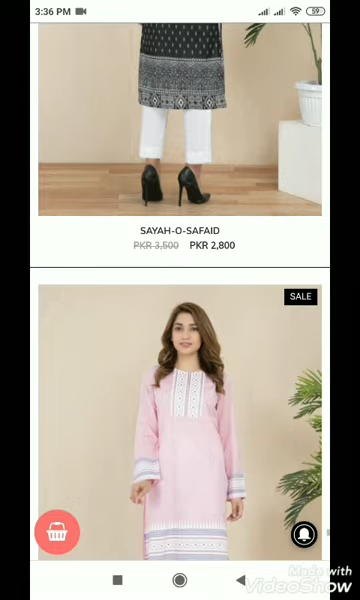 3:36 PM
59
SAYAH-O-SAFAID
PKR 3,500 PKR 2,800
SALE
Made with
VideoShow